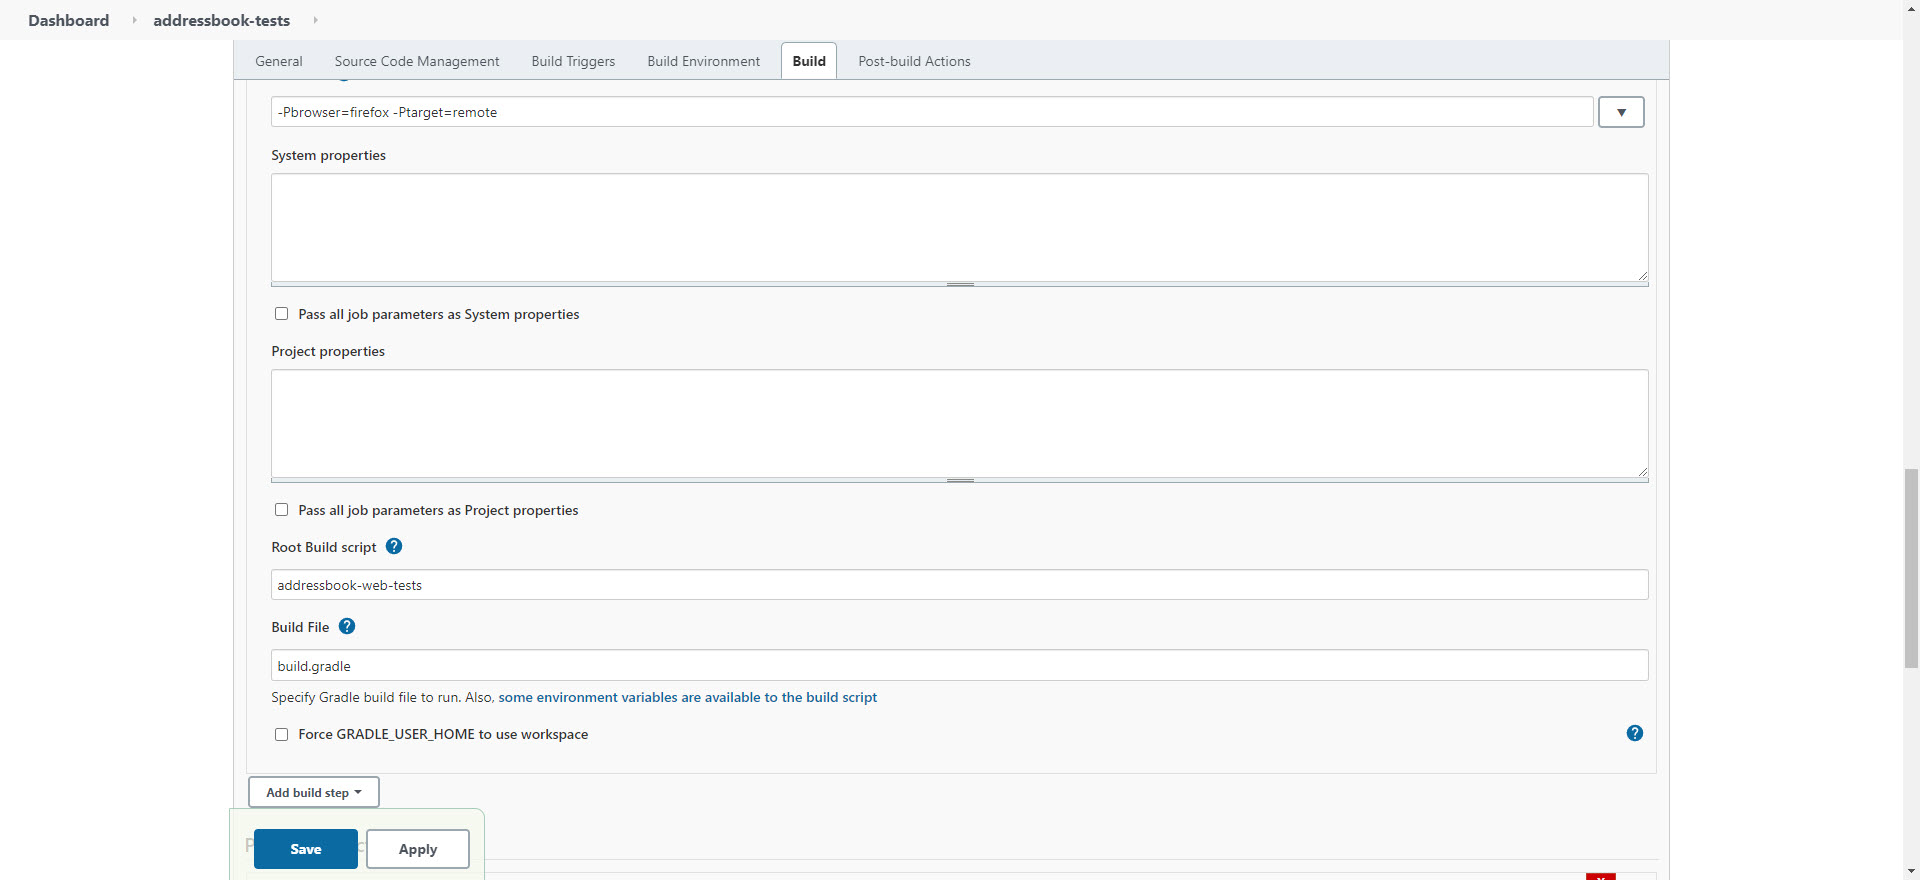 Dashboard addressbook-tests
General Source Code Management Build Triggers Build Environment Build Post-build Actions
-Pbrowser=firefox -Ptarget=remote
System properties
Pass all job parameters as System properties
Project properties
Pass all job parameters as Project properties
Root Build script ?
addressbook-web-tests
Build File ?
build.gradle
Specify Gradle build file to run. Also, some environment variables are available to the build script
Force GRADLE_USER_HOME to use workspace ?
Add build step
Save Apply
X